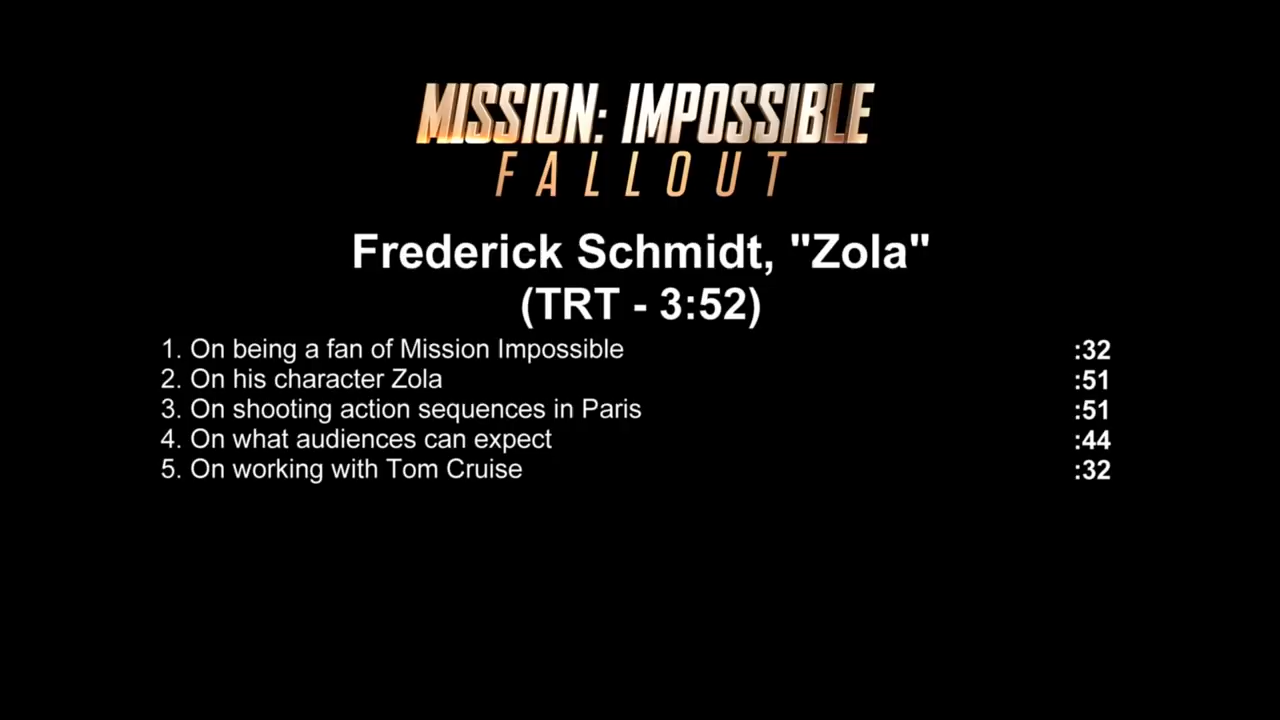 MISSION: IMPOSSIBLE
FALLOUT
Frederick Schmidt, "Zola"
(TRT - 3:52)
1. On being a fan of Mission Impossible :32
2. On his character Zola :51
3. On shooting action sequences in Paris :51
4. On what audiences can expect :44
5. On working with Tom Cruise :32